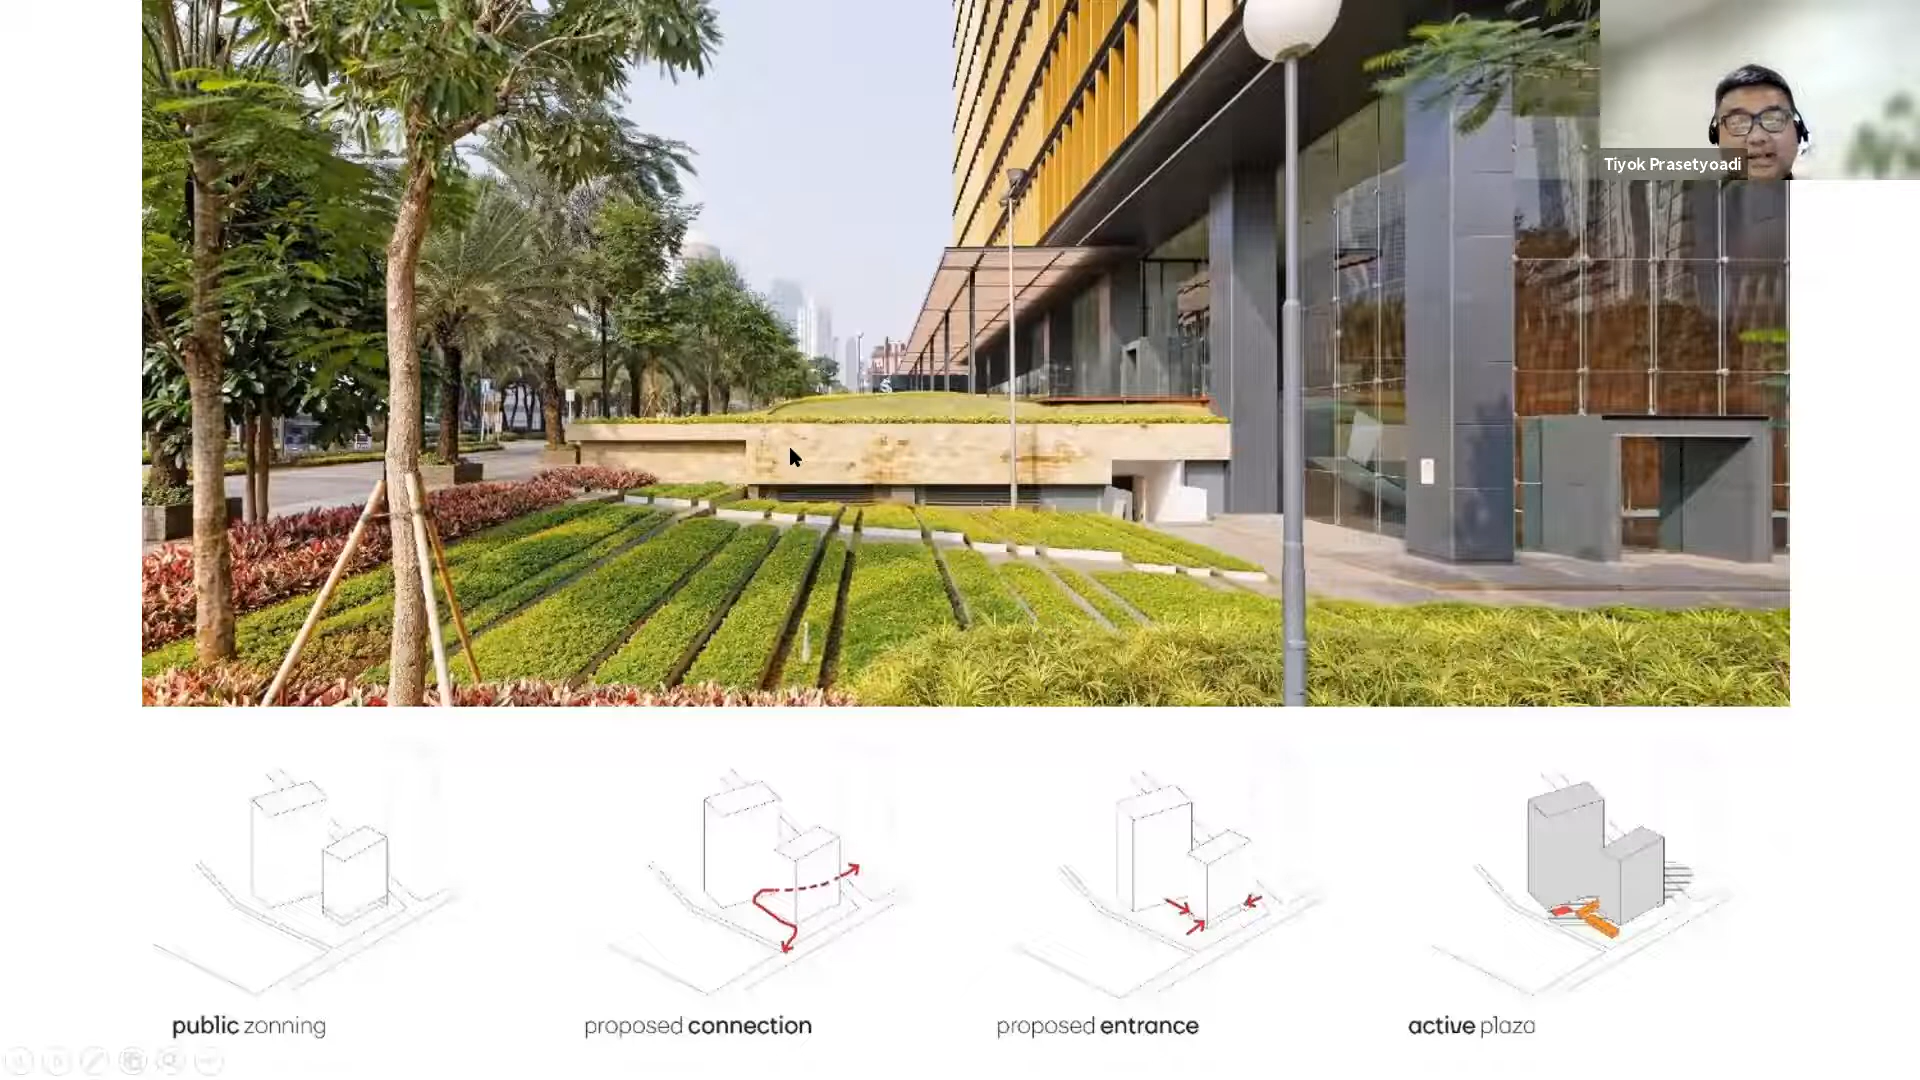 Tiyok Prasetyoadi
public zonning
proposed connection
proposed entrance
active plaza